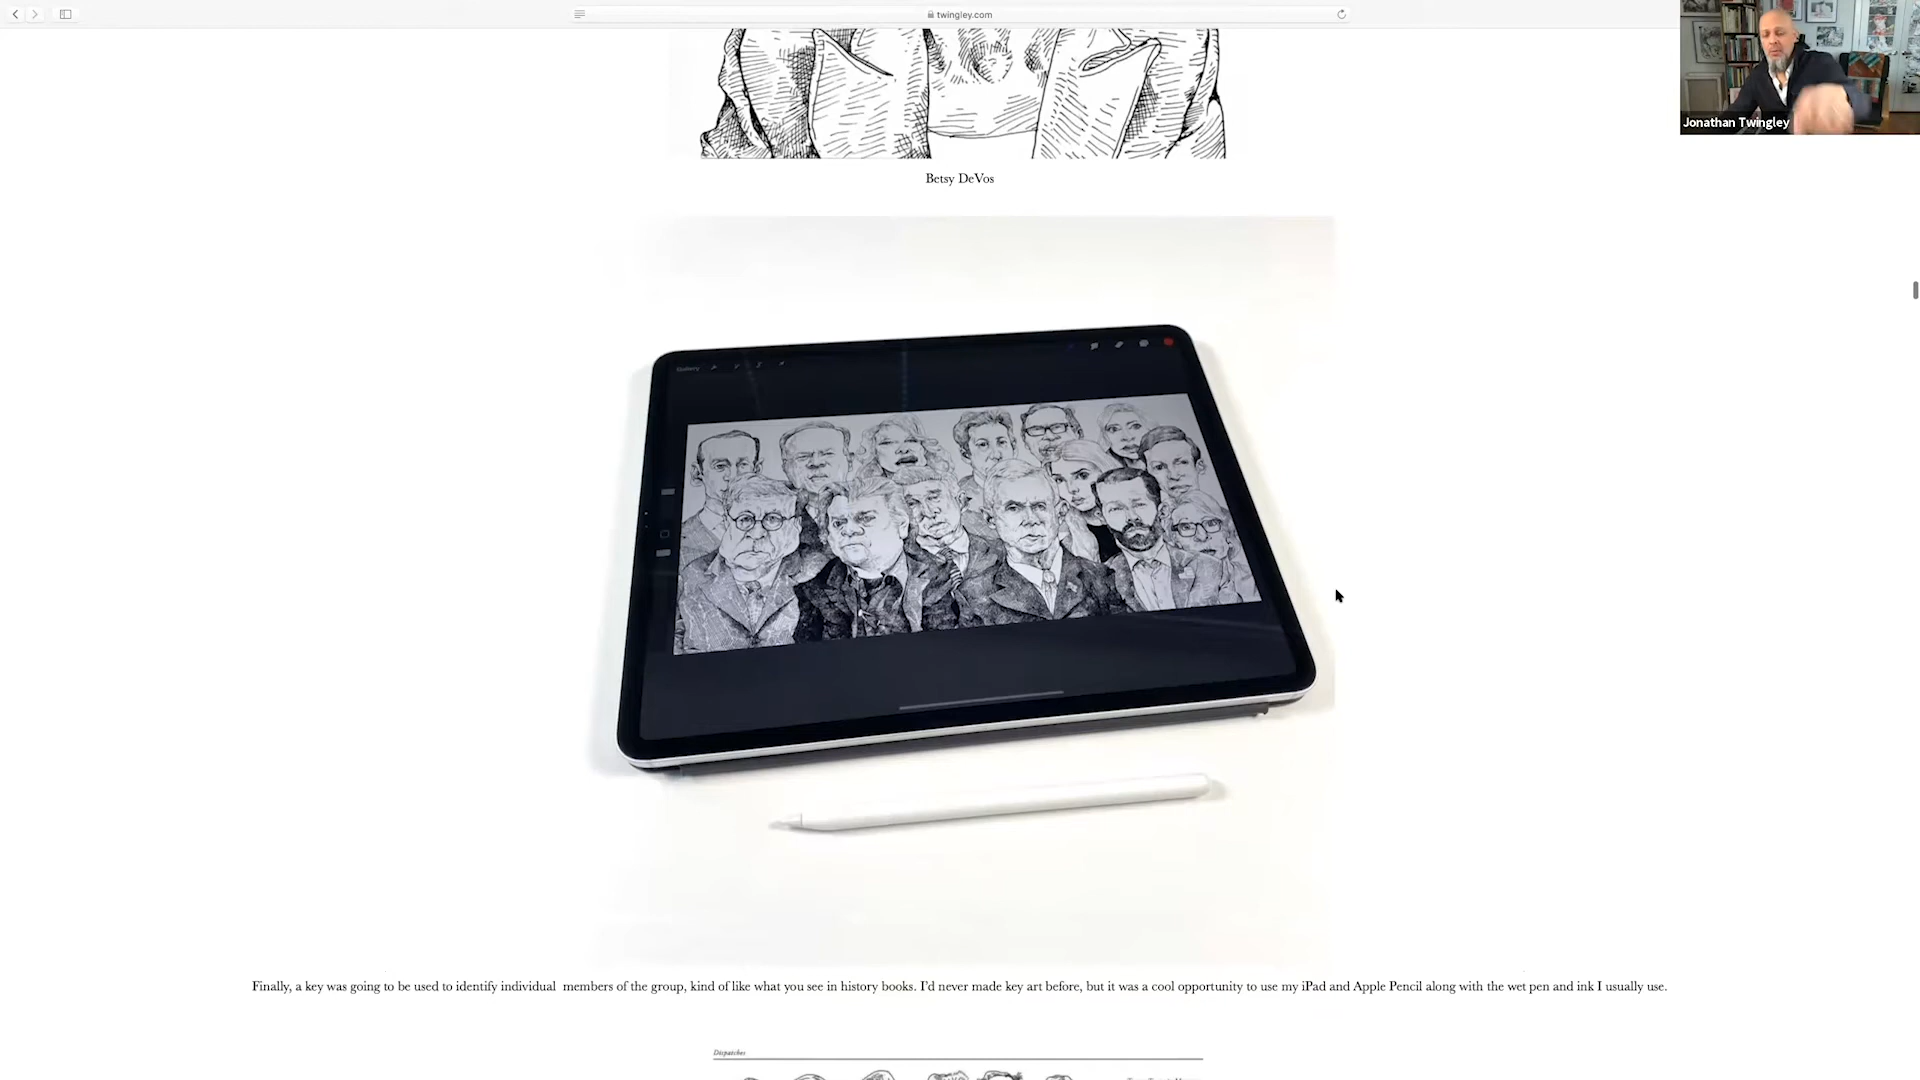 twingley.com
Jonathan Twingley
Betsy DeVos
Gallery
Finally, a key was going to be used to identify individual members of the group, kind of like what you see in history books. I'd never made key art before, but it was a cool opportunity to use my iPad and Apple Pencil along with the wet pen and ink I usually use.
Dispatches